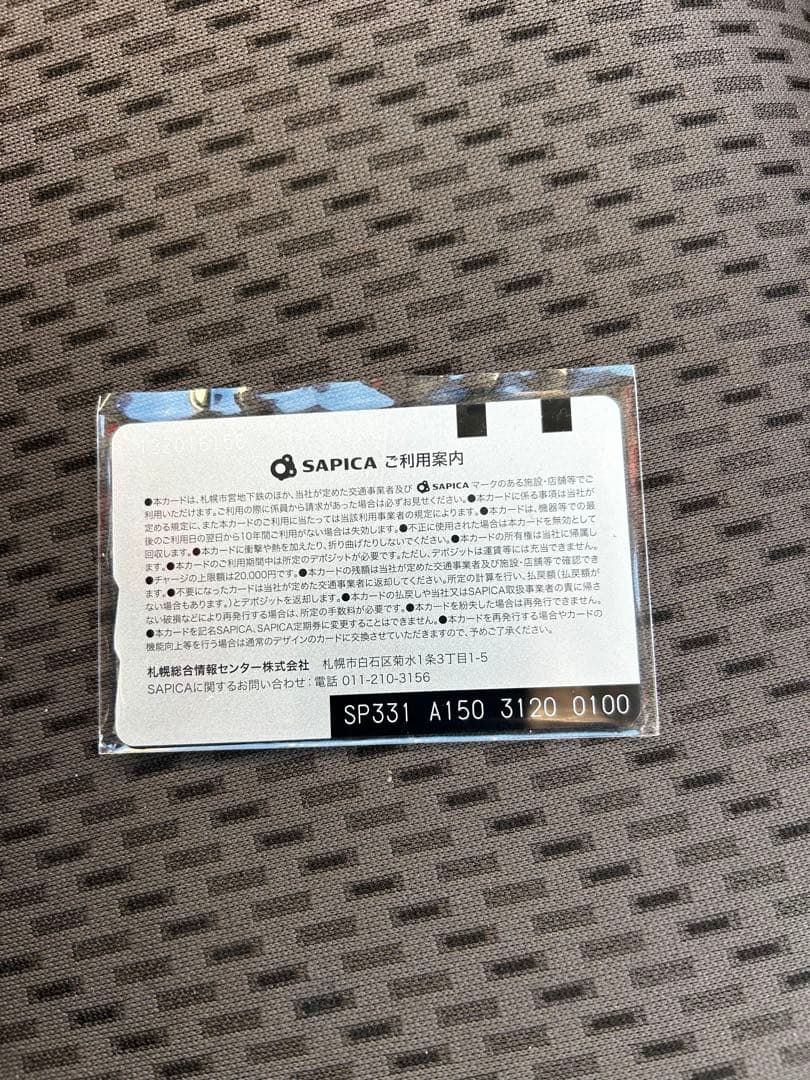 SAPICA ご利用案内
●本カードは、札幌市営地下鉄のほか、当社が定めた交通事業者及び SAPICA マークのある施設・店舗等でご
利用いただけます。ご利用の際に係員から請求があった場合は必ずお見せください。●本カードに係る事項は当社が
定める規定に、また本カードのご利用に当たっては当該利用事業者の規定によります。●本カードは、機器等での最
後のご利用日の翌日から10年間ご利用がない場合は失効します。●不正に使用された場合は本カードを無効として
回収します。●本カードに衝撃や熱を加えたり、折り曲げたりしないでください。●本カードの所有権は当社に帰属し
ます。●本カードのご利用期間中は所定のデポジットが必要です。ただし、デポジットは運賃等には充当できません。
●チャージの上限額は20,000円です。●本カードの残額は当社が定めた交通事業者及び施設・店舗等で確認できま
す。●不要になったカードは当社が定めた交通事業者に返却してください。所定の計算を行い、払戻額(払戻額が
ない場合もあります。)とデポジットを返却します。●本カードの払戻しや当社又はSAPICA取扱事業者の責に帰さ
ない破損などにより再発行する場合は、所定の手数料が必要です。●本カードを紛失した場合は再発行できません。
●本カードを記名SAPICA、SAPICA定期券に変更することはできません。●本カードを再発行する場合やカードの
機能向上等を行う場合は通常のデザインのカードに交換させていただきますので、予めご了承ください。
札幌総合情報センター株式会社 札幌市白石区菊水1条3丁目1-5
SAPICAに関するお問い合わせ:電話 011-210-3156
SP331 A150 3120 0100